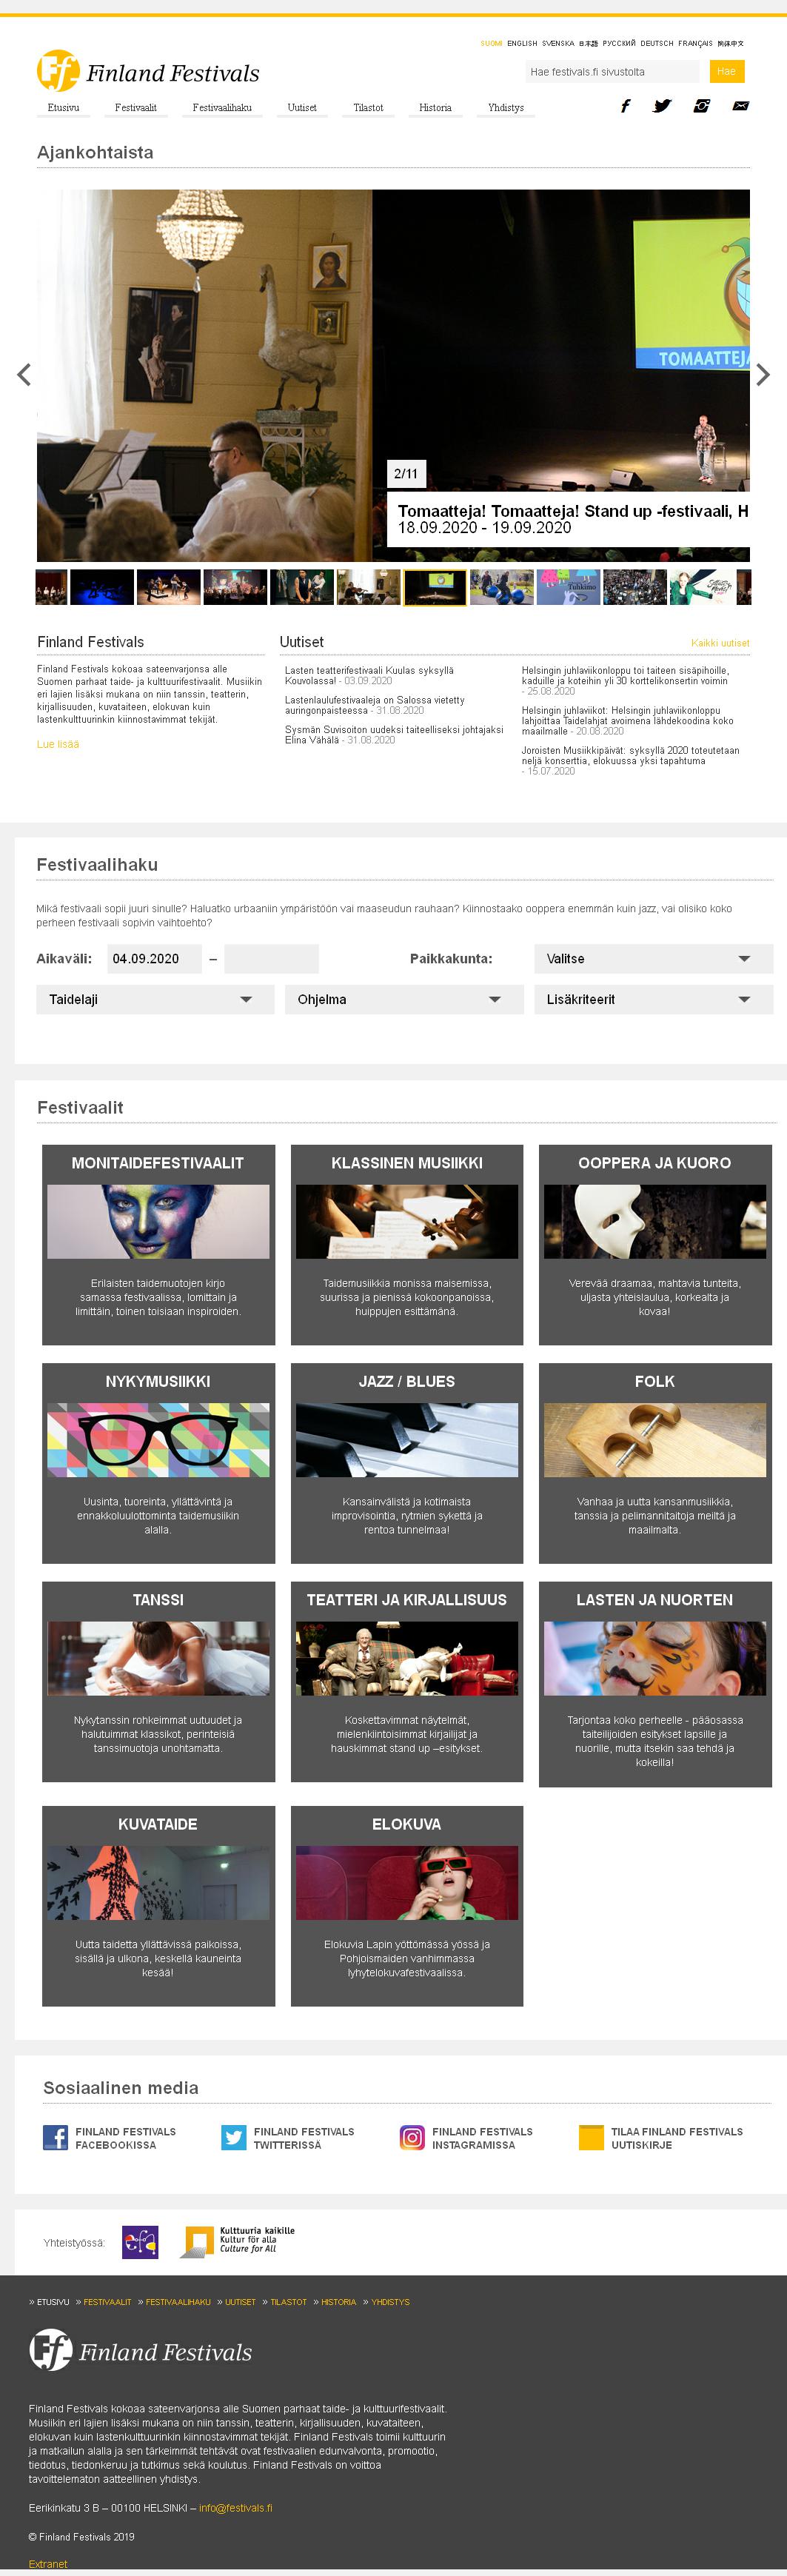 SUOMI ENGLISH SVENSKA 日本語 РУССКИЙ DEUTSCH FRANÇAIS 简体中文
Finland Festivals
Hae festivals.fi sivustolta
Hae
Etusivu Festivaalit Festivaalihaku Uutiset Tilastot Historia Yhdistys
Ajankohtaista
TOMAATTEJA
2/11
Tomaatteja! Tomaatteja! Stand up -festivaali, H
18.09.2020 - 19.09.2020
Finland Festivals
Finland Festivals kokoaa sateenvarjonsa alle
Suomen parhaat taide- ja kulttuurifestivaalit. Musiikin
eri lajien lisäksi mukana on niin tanssin, teatterin,
kirjallisuuden, kuvataiteen, elokuvan kuin
lastenkulttuurinkin kiinnostavimmat tekijät.
Lue lisää
Uutiset
Kaikki uutiset
Lasten teatterifestivaali Kuulas syksyllä
Kouvolassa! - 03.09.2020
Lastenlaulufestivaaleja on Salossa vietetty
auringonpaisteessa - 31.08.2020
Sysmän Suvisoiton uudeksi taiteelliseksi johtajaksi
Elina Vähälä - 31.08.2020
Helsingin juhlaviikonloppu toi taiteen sisäpihoille,
kaduille ja koteihin yli 30 korttelikonsertin voimin
- 25.08.2020
Helsingin juhlaviikot: Helsingin juhlaviikonloppu
lahjoittaa Taidelahjat avoimena lähdekoodina koko
maailmalle - 20.08.2020
Joroisten Musiikkipäivät: syksyllä 2020 toteutetaan
neljä konserttia, elokuussa yksi tapahtuma
- 15.07.2020
Festivaalihaku
Mikä festivaali sopii juuri sinulle? Haluatko urbaaniin ympäristöön vai maaseudun rauhaan? Kiinnostaako ooppera enemmän kuin jazz, vai olisiko koko
perheen festivaali sopivin vaihtoehto?
Aikaväli: 04.09.2020 – Paikkakunta: Valitse
Taidelaji Ohjelma Lisäkriteerit
Festivaalit
MONITAIDEFESTIVAALIT
Erilaisten taidemuotojen kirjo
samassa festivaalissa, lomittain ja
limittäin, toinen toisiaan inspiroiden.
KLASSINEN MUSIIKKI
Taidemusiikkia monissa maisemissa,
suurissa ja pienissä kokoonpanoissa,
huippujen esittämänä.
OOPPERA JA KUORO
Verevää draamaa, mahtavia tunteita,
uljasta yhteislaulua, korkealta ja
kovaa!
NYKYMUSIIKKI
Uusinta, tuoreinta, yllättävintä ja
ennakkoluulottominta taidemusiikin
alalla.
JAZZ / BLUES
Kansainvälistä ja kotimaista
improvisointia, rytmien sykettä ja
rentoa tunnelmaa!
FOLK
Vanhaa ja uutta kansanmusiikkia,
tanssia ja pelimannitaitoja meiltä ja
maailmalta.
TANSSI
Nykytanssin rohkeimmat uutuudet ja
halutuimmat klassikot, perinteisiä
tanssimuotoja unohtamatta.
TEATTERI JA KIRJALLISUUS
Koskettavimmat näytelmät,
mielenkiintoisimmat kirjailijat ja
hauskimmat stand up –esitykset.
LASTEN JA NUORTEN
Tarjontaa koko perheelle - pääosassa
taiteilijoiden esitykset lapsille ja
nuorille, mutta itsekin saa tehdä ja
kokeilla!
KUVATAIDE
Uutta taidetta yllättävissä paikoissa,
sisällä ja ulkona, keskellä kauneinta
kesää!
ELOKUVA
Elokuvia Lapin yöttömässä yössä ja
Pohjoismaiden vanhimmassa
lyhytelokuvafestivaalissa.
Sosiaalinen media
FINLAND FESTIVALS
FACEBOOKISSA
FINLAND FESTIVALS
TWITTERISSÄ
FINLAND FESTIVALS
INSTAGRAMISSA
TILAA FINLAND FESTIVALS
UUTISKIRJE
Yhteistyössä:
efa
Kulttuuria kaikille
Kultur för alla
Culture for All
» ETUSIVU » FESTIVAALIT » FESTIVAALIHAKU » UUTISET » TILASTOT » HISTORIA » YHDISTYS
Finland Festivals
Finland Festivals kokoaa sateenvarjonsa alle Suomen parhaat taide- ja kulttuurifestivaalit.
Musiikin eri lajien lisäksi mukana on niin tanssin, teatterin, kirjallisuuden, kuvataiteen,
elokuvan kuin lastenkulttuurinkin kiinnostavimmat tekijät. Finland Festivals toimii kulttuurin
ja matkailun alalla ja sen tärkeimmät tehtävät ovat festivaalien edunvalvonta, promootio,
tiedotus, tiedonkeruu ja tutkimus sekä koulutus. Finland Festivals on voittoa
tavoittelematon aatteellinen yhdistys.
Eerikinkatu 3 B – 00100 HELSINKI – info@festivals.fi
© Finland Festivals 2019
Extranet